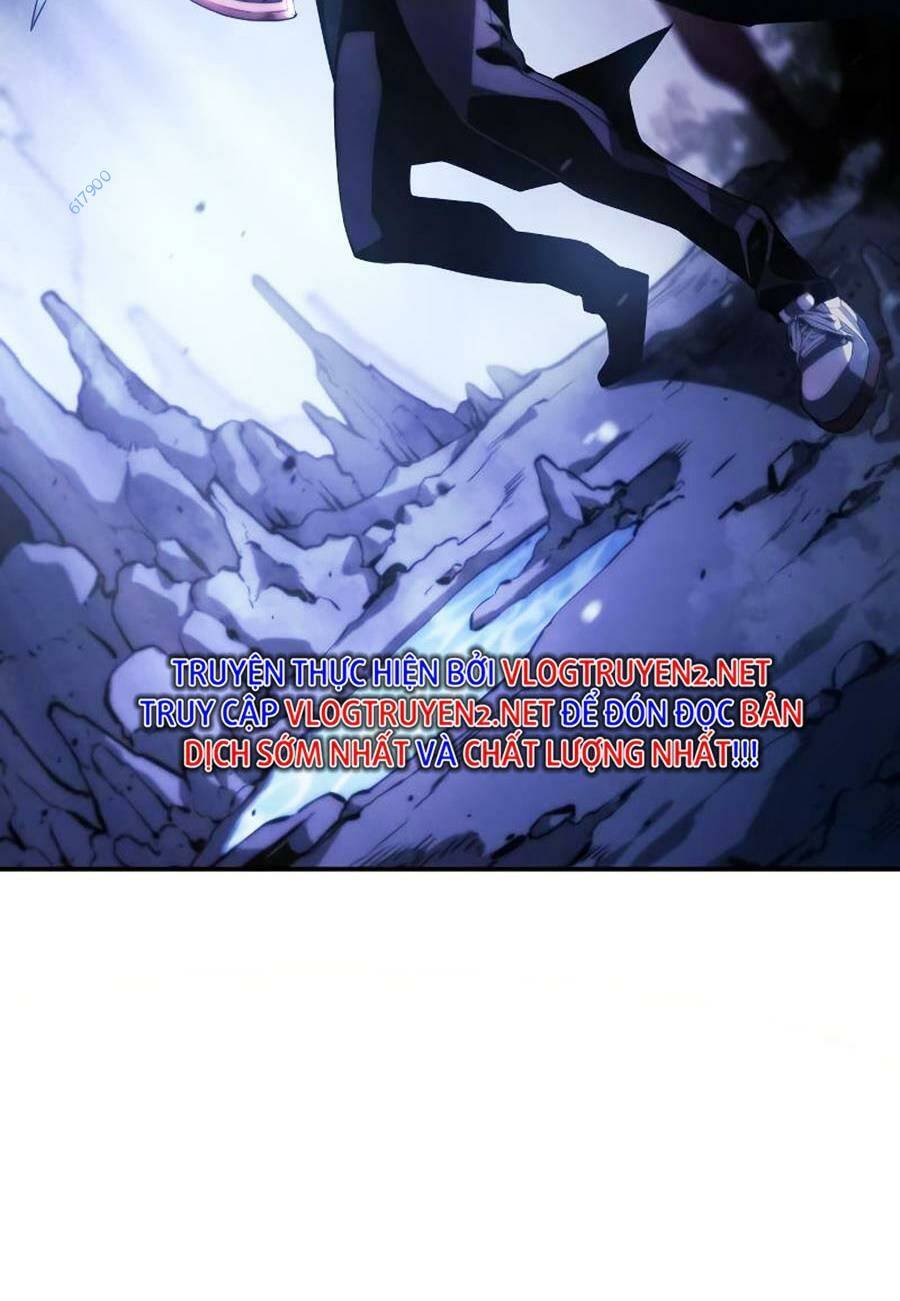 617900
TRUYỆN THỰC HIỆN BỞI VLOGTRUYEN2.NET
TRUY CẬP VLOGTRUYEN2.NET ĐỂ ĐÓN ĐỌC BẢN
DỊCH SỚM NHẤT VÀ CHẤT LƯỢNG NHẤT!!!